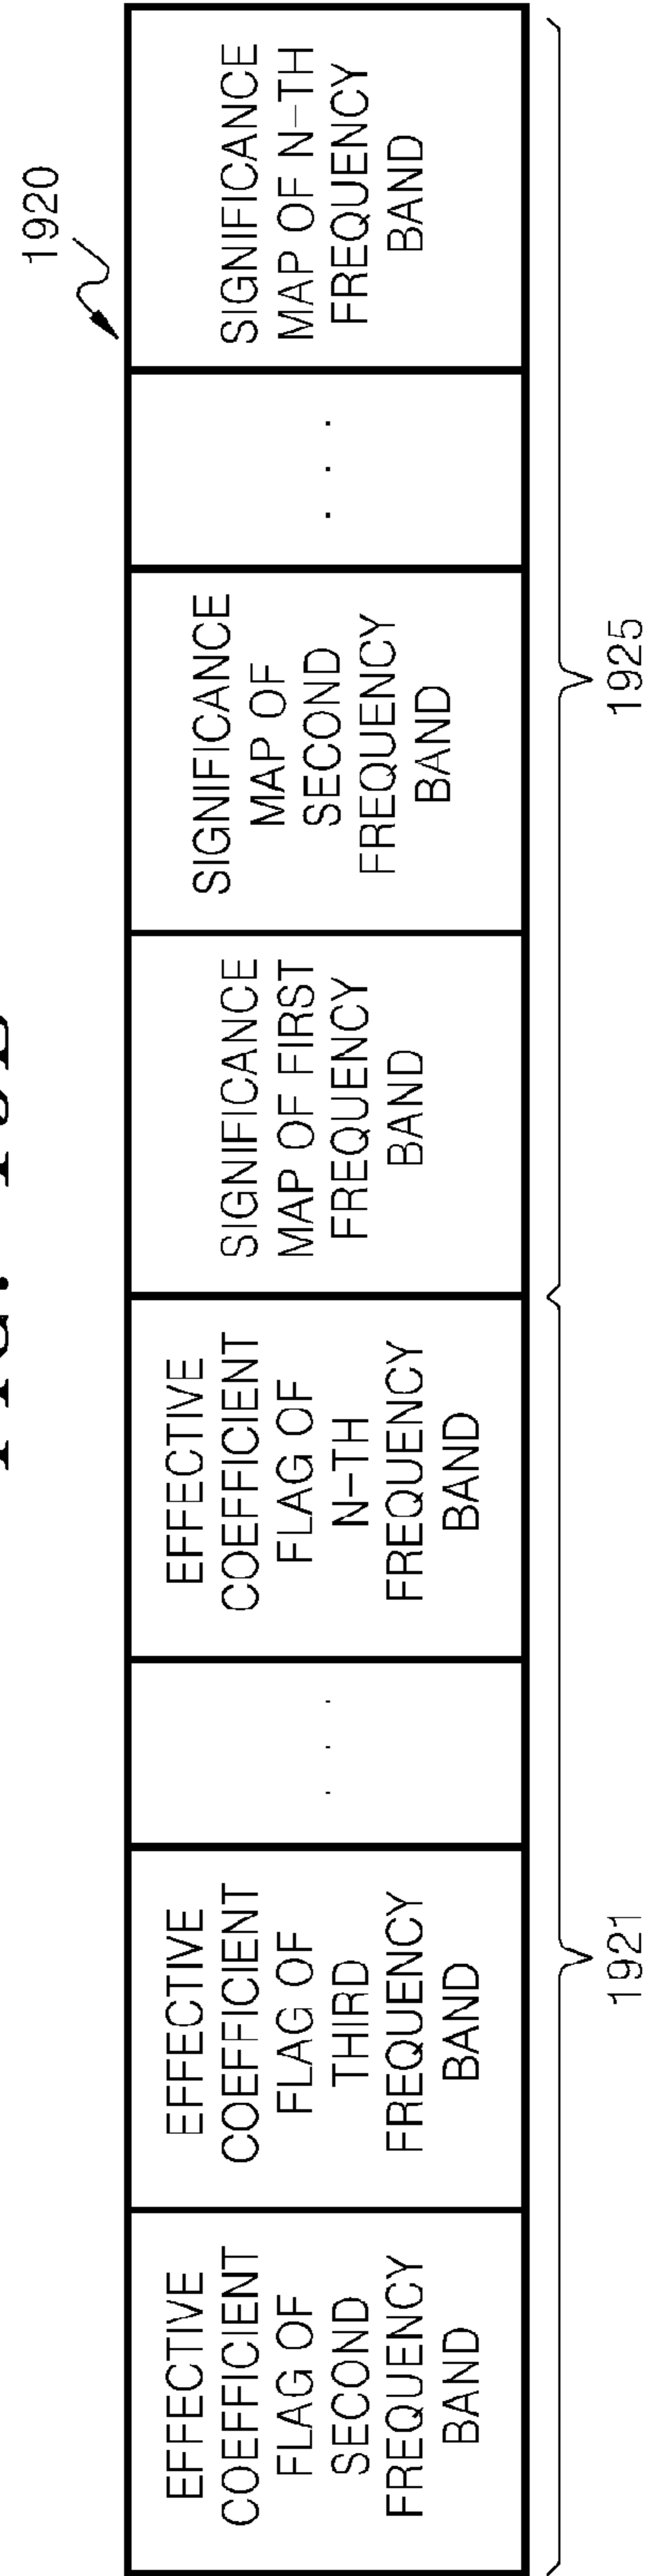 1920
EFFECTIVE
COEFFICIENT
FLAG OF
SECOND
FREQUENCY
BAND
EFFECTIVE
COEFFICIENT
FLAG OF
THIRD
FREQUENCY
BAND
. . .
EFFECTIVE
COEFFICIENT
FLAG OF
N-TH
FREQUENCY
BAND
SIGNIFICANCE
MAP OF FIRST
FREQUENCY
BAND
SIGNIFICANCE
MAP OF
SECOND
FREQUENCY
BAND
. . .
SIGNIFICANCE
MAP OF N-TH
FREQUENCY
BAND
1921
1925